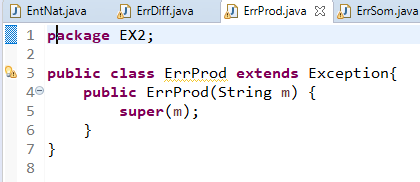 EntNat.java ErrDiff.java ErrProd.java ErrSom.java
1 package EX2;
2
3 public class ErrProd extends Exception{
4 public ErrProd(String m) {
5 super(m);
6 }
7 }
8